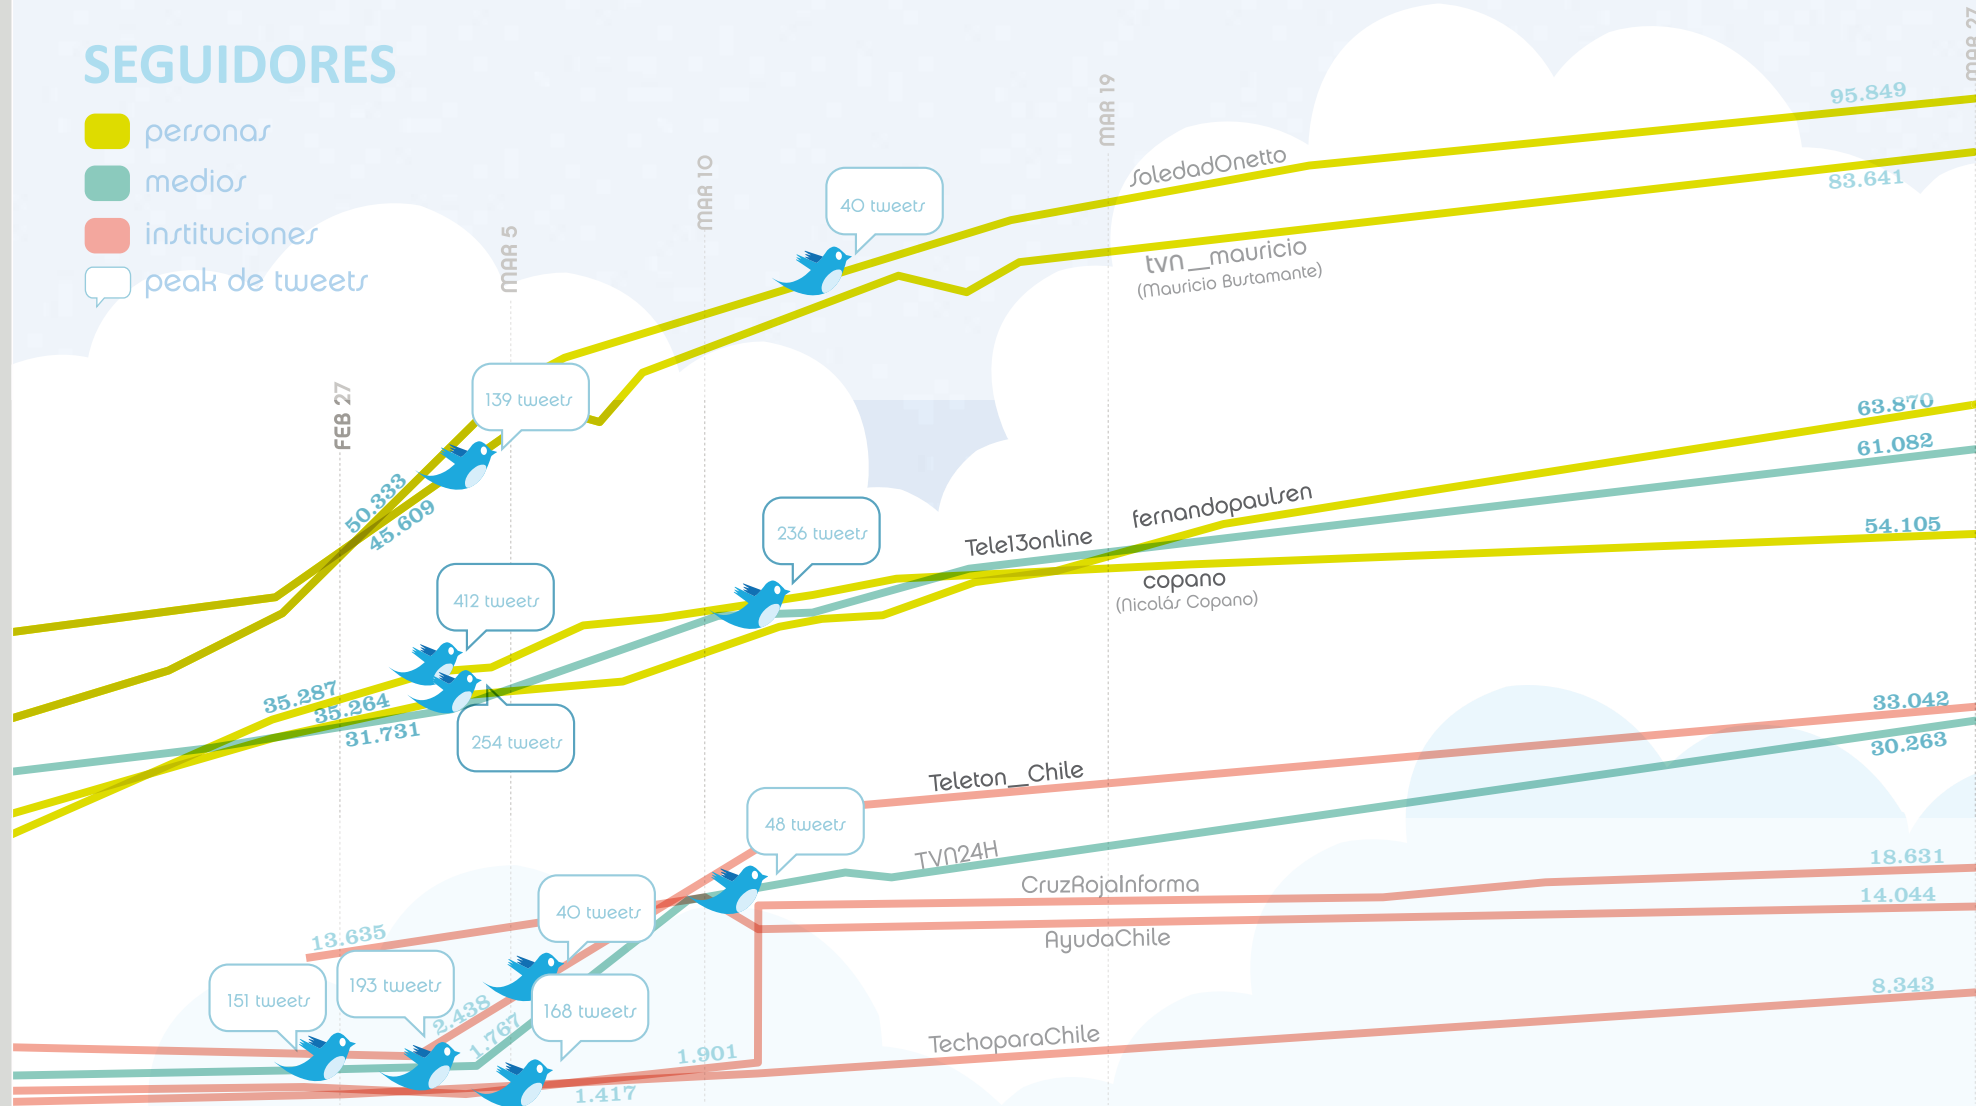 SEGUIDORES
personas
medios
instituciones
peak de tweets
FEB 27
MAR 5
MAR 10
MAR 19
MAR 27
40 tweets
139 tweets
236 tweets
412 tweets
254 tweets
48 tweets
40 tweets
151 tweets
193 tweets
168 tweets
SoledadOnetto
95.849
tvn_mauricio
(Mauricio Bustamante)
83.641
50.333
45.609
fernandopaulsen
63.870
Tele13online
61.082
copano
(Nicolás Copano)
54.105
35.287
35.264
31.731
Teleton_Chile
33.042
TVN24H
30.263
CruzRojaInforma
18.631
AyudaChile
14.044
TechoparaChile
8.343
13.635
2.438
1.767
1.901
1.417